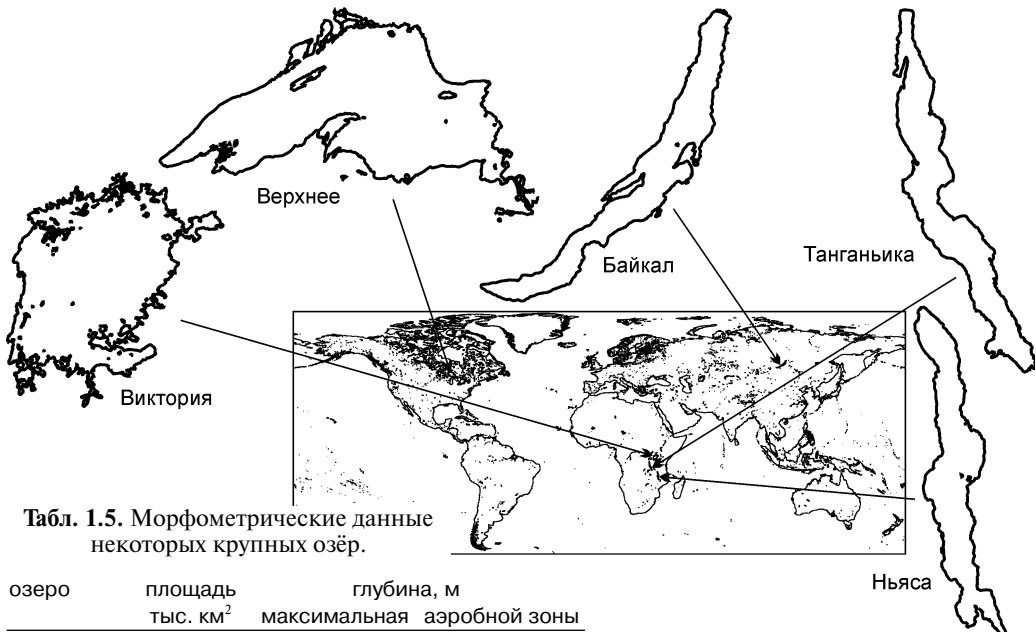 Верхнее
Байкал
Танганьика
Виктория
Ньяса
Табл. 1.5. Морфометрические данные
некоторых крупных озёр.
озеро площадь глубина, м
тыс. км² максимальная аэробной зоны